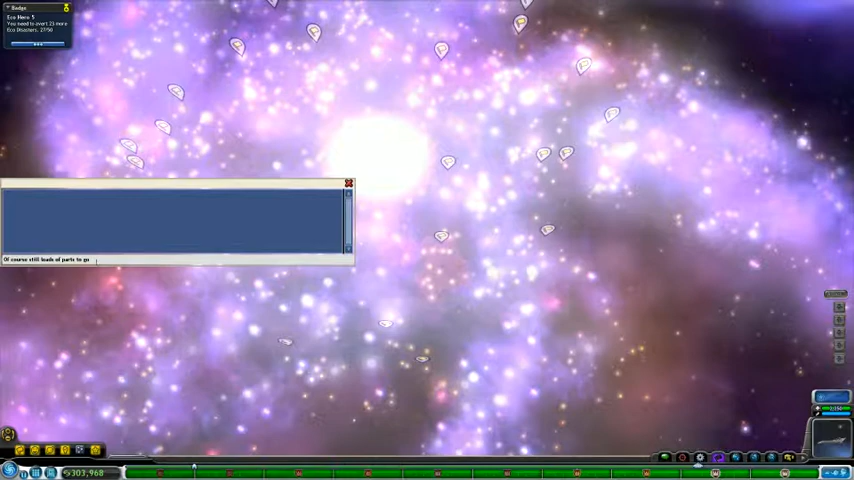 Badge
Eco Hero 5
You need to avert 23 more
Eco Disasters. 27/50
Of course still loads of parts to go
303,968